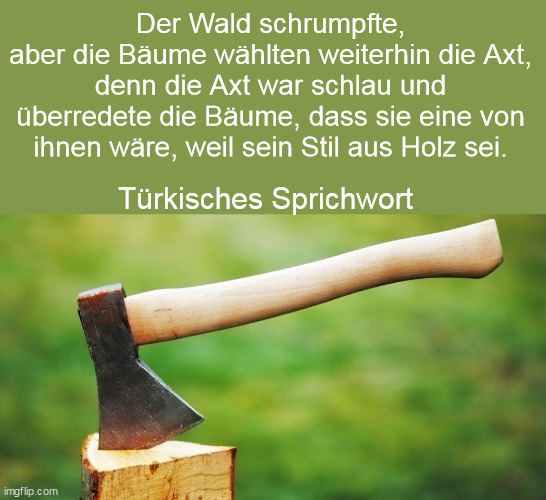 Der Wald schrumpfte,
aber die Bäume wählten weiterhin die Axt,
denn die Axt war schlau und
überredete die Bäume, dass sie eine von
ihnen wäre, weil sein Stil aus Holz sei.
Türkisches Sprichwort
imgflip.com